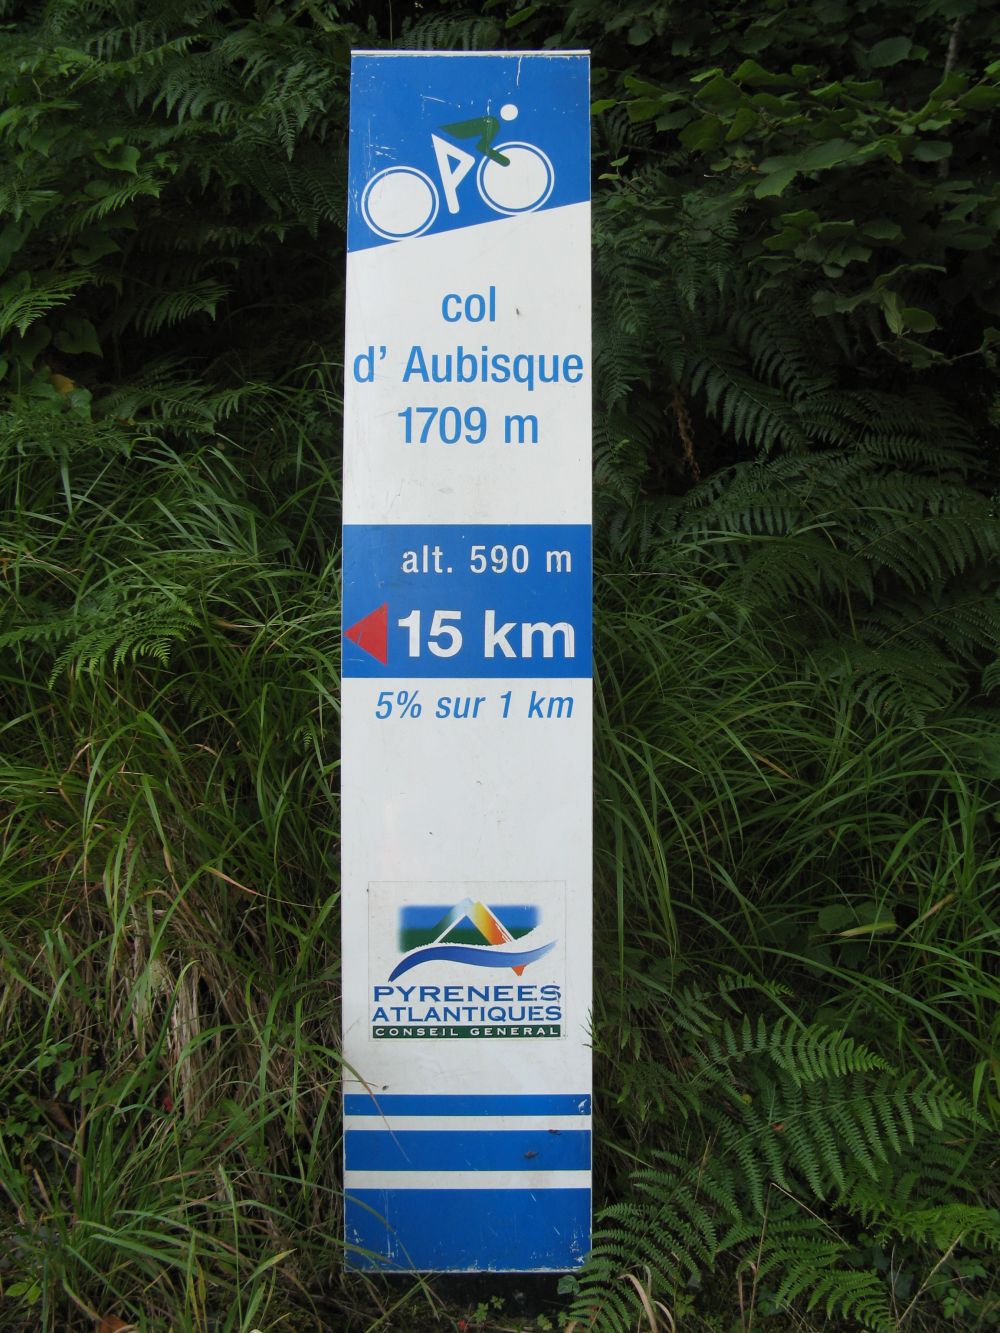 col
d' Aubisque
1709 m
alt. 590 m
15 km
5% sur 1 km
PYRENEES
ATLANTIQUES
CONSEIL GENERAL